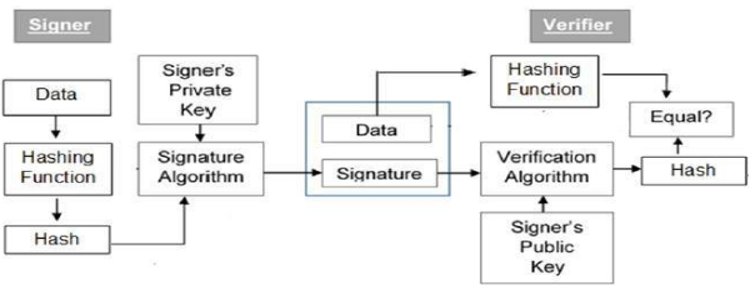 Signer
Verifier
Data
Hashing
Function
Hash
Signer's
Private
Key
Signature
Algorithm
Data
Signature
Hashing
Function
Verification
Algorithm
Signer's
Public
Key
Equal?
Hash